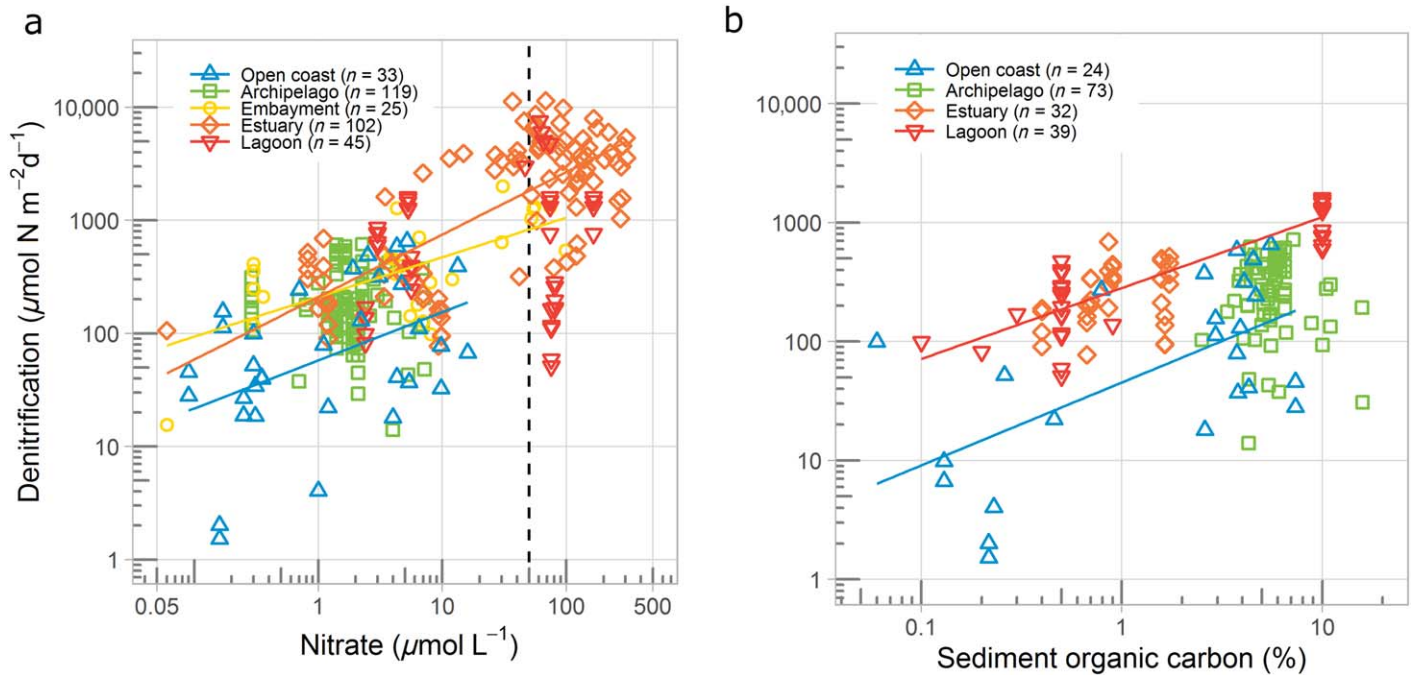 a
Denitrification (µmol N m⁻²d⁻¹)
10,000
1000
100
10
1
Open coast (n = 33)
Archipelago (n = 119)
Embayment (n = 25)
Estuary (n = 102)
Lagoon (n = 45)
0.05 1 10 100 500
Nitrate (µmol L⁻¹)
b
10,000
1000
100
10
1
Open coast (n = 24)
Archipelago (n = 73)
Estuary (n = 32)
Lagoon (n = 39)
0.1 1 10
Sediment organic carbon (%)